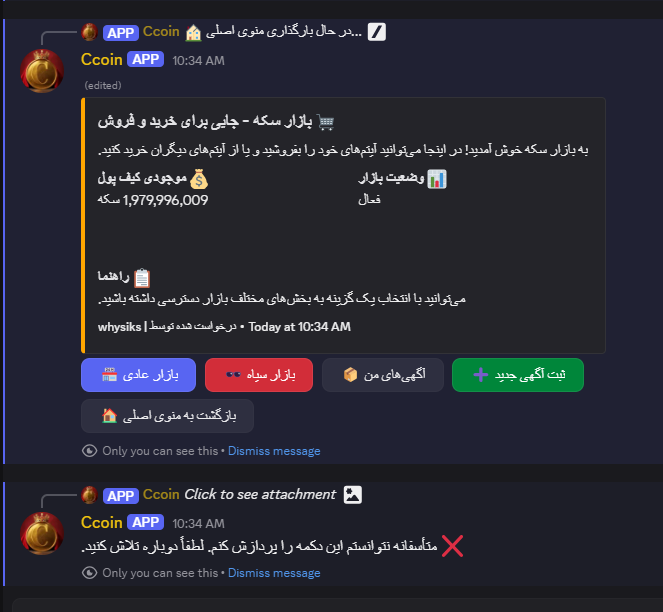 APP Ccoin در حال بارگذاری منوی اصلی...
Ccoin APP 10:34 AM
(edited)
بازار سکه - جایی برای خرید و فروش
به بازار سکه خوش آمدید! در اینجا می‌توانید آیتم‌های خود را بفروشید و یا از آیتم‌های دیگران خرید کنید.
موجودی کیف پول
1,979,996,009 سکه
وضعیت بازار
فعال
راهنما
می‌توانید با انتخاب یک گزینه به بخش‌های مختلف بازار دسترسی داشته باشید.
whysiks | درخواست شده توسط • Today at 10:34 AM
بازار عادی
بازار سیاه
آگهی‌های من
ثبت آگهی جدید
بازگشت به منوی اصلی
Only you can see this • Dismiss message
APP Ccoin Click to see attachment
Ccoin APP 10:34 AM
متأسفانه نتوانستم این دکمه را پردازش کنم. لطفاً دوباره تلاش کنید.
Only you can see this • Dismiss message